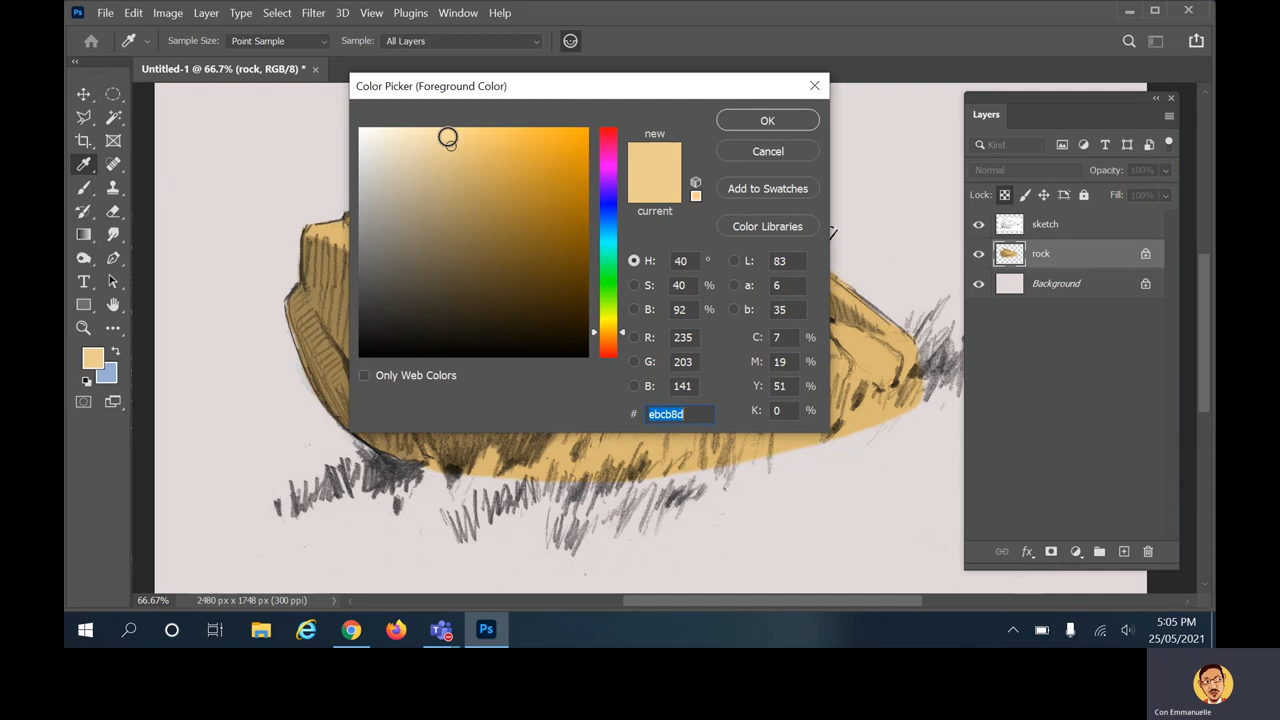 Ps File Edit Image Layer Type Select Filter 3D View Plugins Window Help
Sample Size: Point Sample Sample: All Layers
Untitled-1 @ 66.7% (rock, RGB/8) *
Color Picker (Foreground Color)
new
current
OK
Cancel
Add to Swatches
Color Libraries
H: 40 °
S: 40 %
B: 92 %
R: 235
G: 203
B: 141
# ebcb8d
L: 83
a: 6
b: 35
C: 7 %
M: 19 %
Y: 51 %
K: 0 %
Only Web Colors
Layers
Kind
Normal Opacity: 100%
Lock: Fill: 100%
sketch
rock
Background
66.67% 2480 px x 1748 px (300 ppi)
Ps
5:05 PM
25/05/2021
Con Emmanuelle